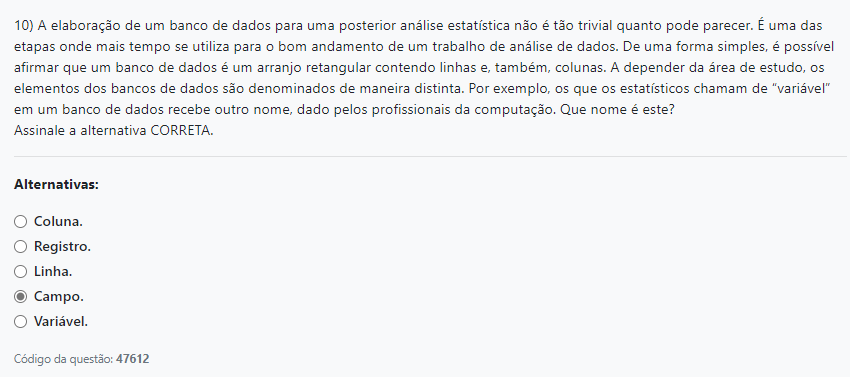 10) A elaboração de um banco de dados para uma posterior análise estatística não é tão trivial quanto pode parecer. É uma das
etapas onde mais tempo se utiliza para o bom andamento de um trabalho de análise de dados. De uma forma simples, é possível
afirmar que um banco de dados é um arranjo retangular contendo linhas e, também, colunas. A depender da área de estudo, os
elementos dos bancos de dados são denominados de maneira distinta. Por exemplo, os que os estatísticos chamam de “variável”
em um banco de dados recebe outro nome, dado pelos profissionais da computação. Que nome é este?
Assinale a alternativa CORRETA.
Alternativas:
Coluna.
Registro.
Linha.
Campo.
Variável.
Código da questão: 47612